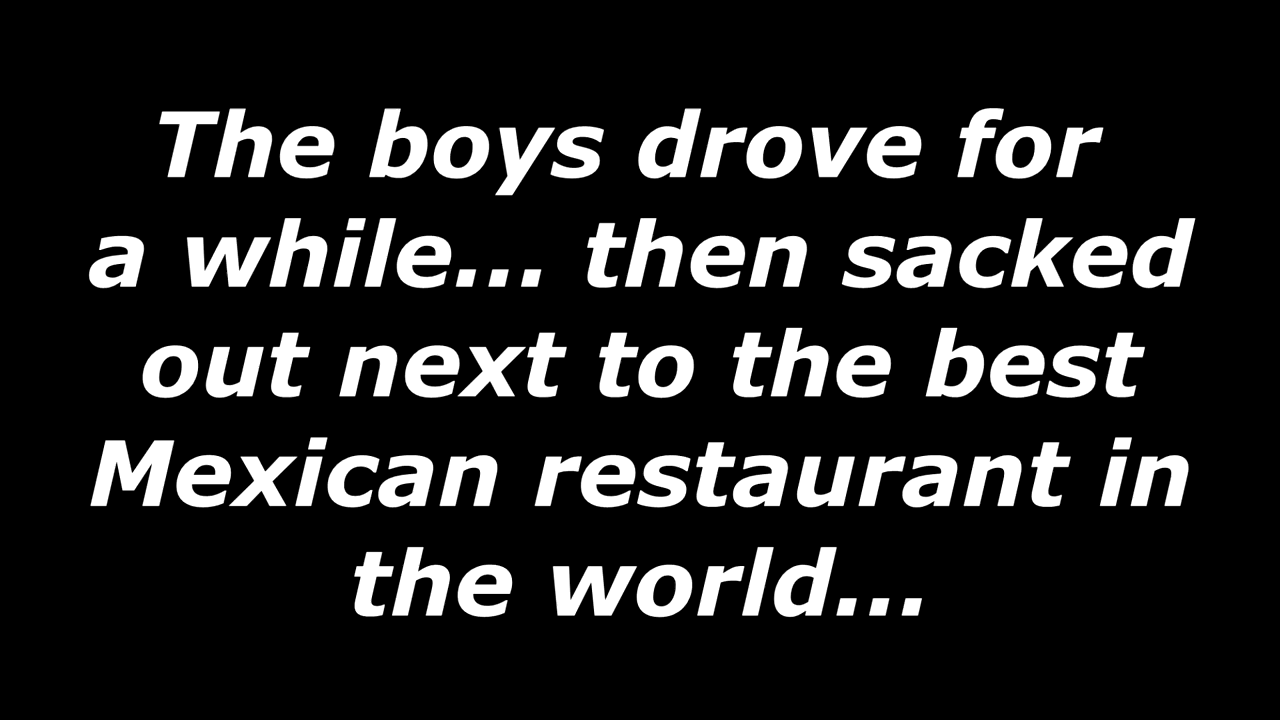 The boys drove for
a while... then sacked
out next to the best
Mexican restaurant in
the world...